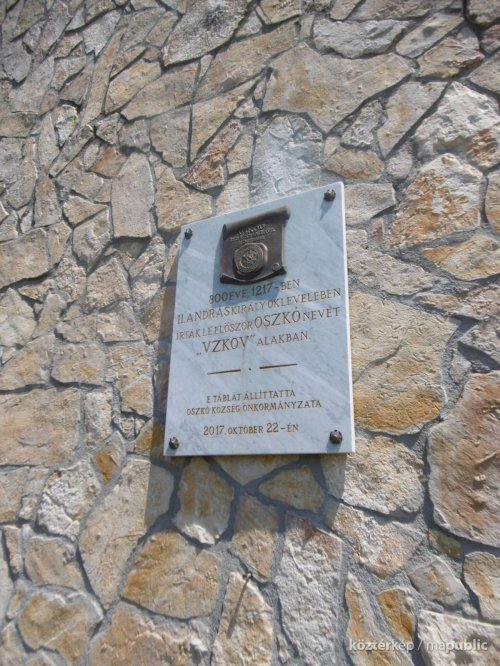 800 ÉVE, 1217-BEN
II. ANDRÁS KIRÁLY OKLEVELÉBEN
ÍRTÁK LE ELŐSZÖR OSZKÓ NEVÉT
„VZKOV" ALAKBAN.
E TÁBLÁT ÁLLÍTTATTA
OSZKÓ KÖZSÉG ÖNKORMÁNYZATA
2017. OKTÓBER 22-ÉN
köztérkép / mapublic